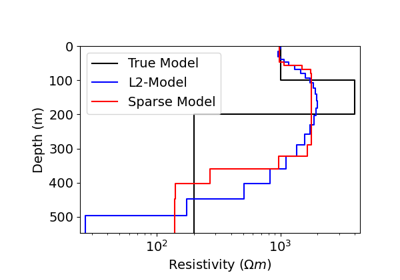 0
100
200
300
400
500
Depth (m)
True Model
L2-Model
Sparse Model
10²
10³
Resistivity (Ωm)